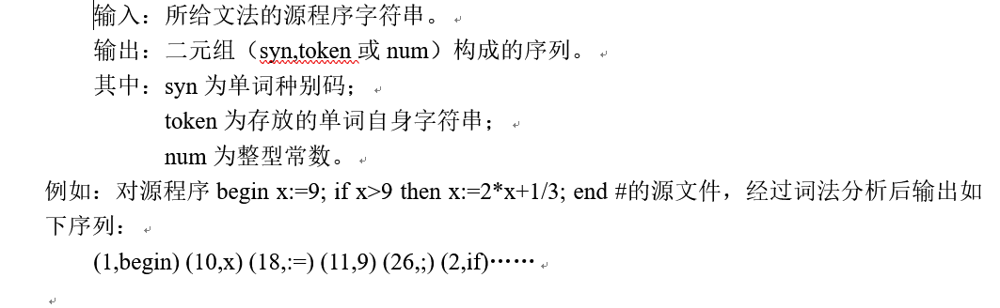 输入：所给文法的源程序字符串。
输出：二元组（syn,token 或 num）构成的序列。
其中：syn 为单词种别码；
token 为存放的单词自身字符串；
num 为整型常数。
例如：对源程序 begin x:=9; if x>9 then x:=2*x+1/3; end #的源文件，经过词法分析后输出如
下序列：
(1,begin) (10,x) (18,:=) (11,9) (26,;) (2,if)……